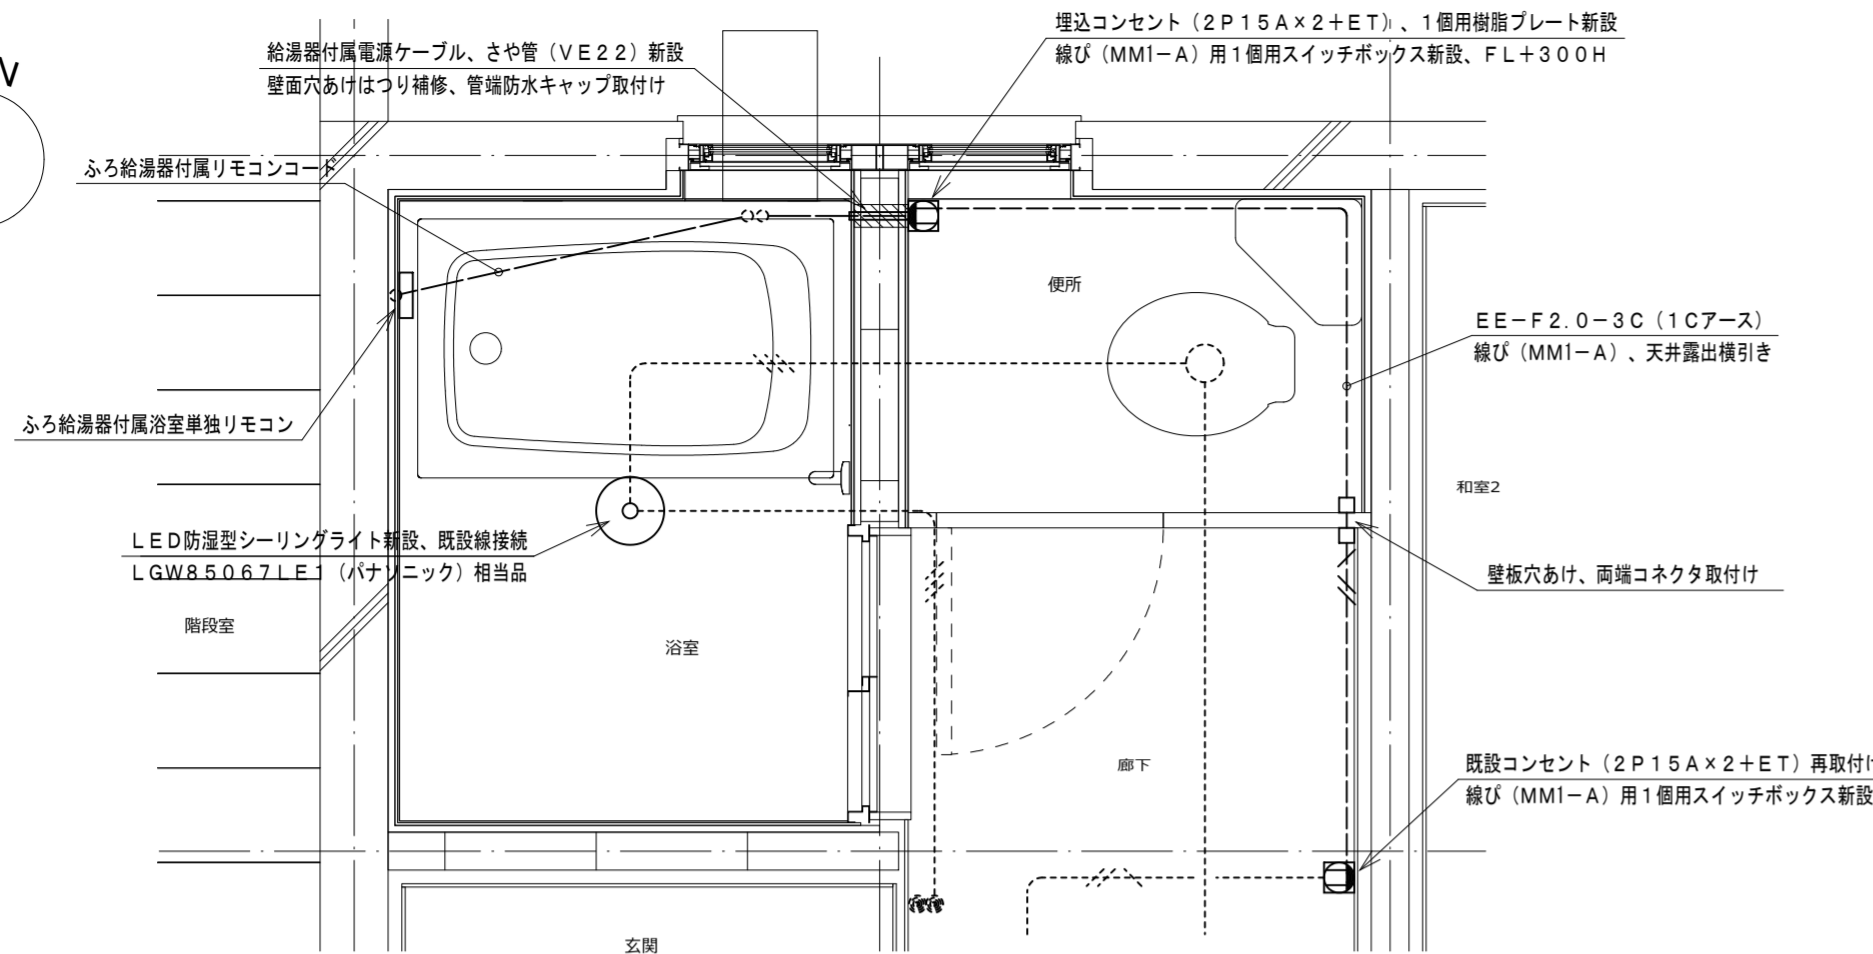 埋込コンセント（2P15A×2＋ET）、1個用樹脂プレート新設
線ぴ（MM1－A）用1個用スイッチボックス新設、FL＋300H
給湯器付属電源ケーブル、さや管（VE22）新設
壁面穴あけはつり補修、管端防水キャップ取付け
ふろ給湯器付属リモコンコード
便所
EE－F2.0－3C（1Cアース）
線ぴ（MM1－A）、天井露出横引き
ふろ給湯器付属浴室単独リモコン
和室2
LED防湿型シーリングライト新設、既設線接続
LGW85067LE1（パナソニック）相当品
壁板穴あけ、両端コネクタ取付け
階段室
浴室
廊下
既設コンセント（2P15A×2＋ET）再取付け
線ぴ（MM1－A）用1個用スイッチボックス新設
玄関